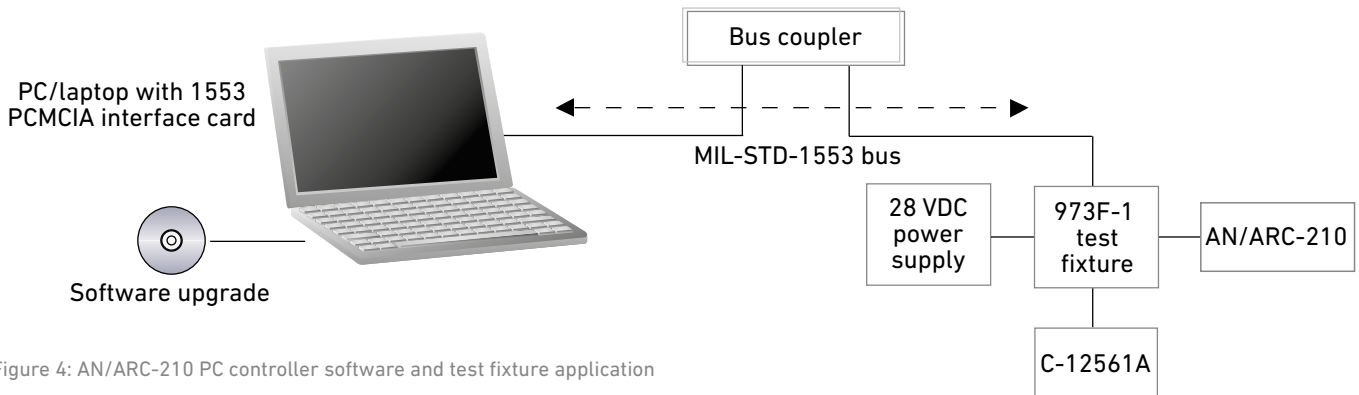 Bus coupler
PC/laptop with 1553
PCMCIA interface card
MIL-STD-1553 bus
28 VDC
power
supply
973F-1
test
fixture
AN/ARC-210
Software upgrade
C-12561A
Figure 4: AN/ARC-210 PC controller software and test fixture application